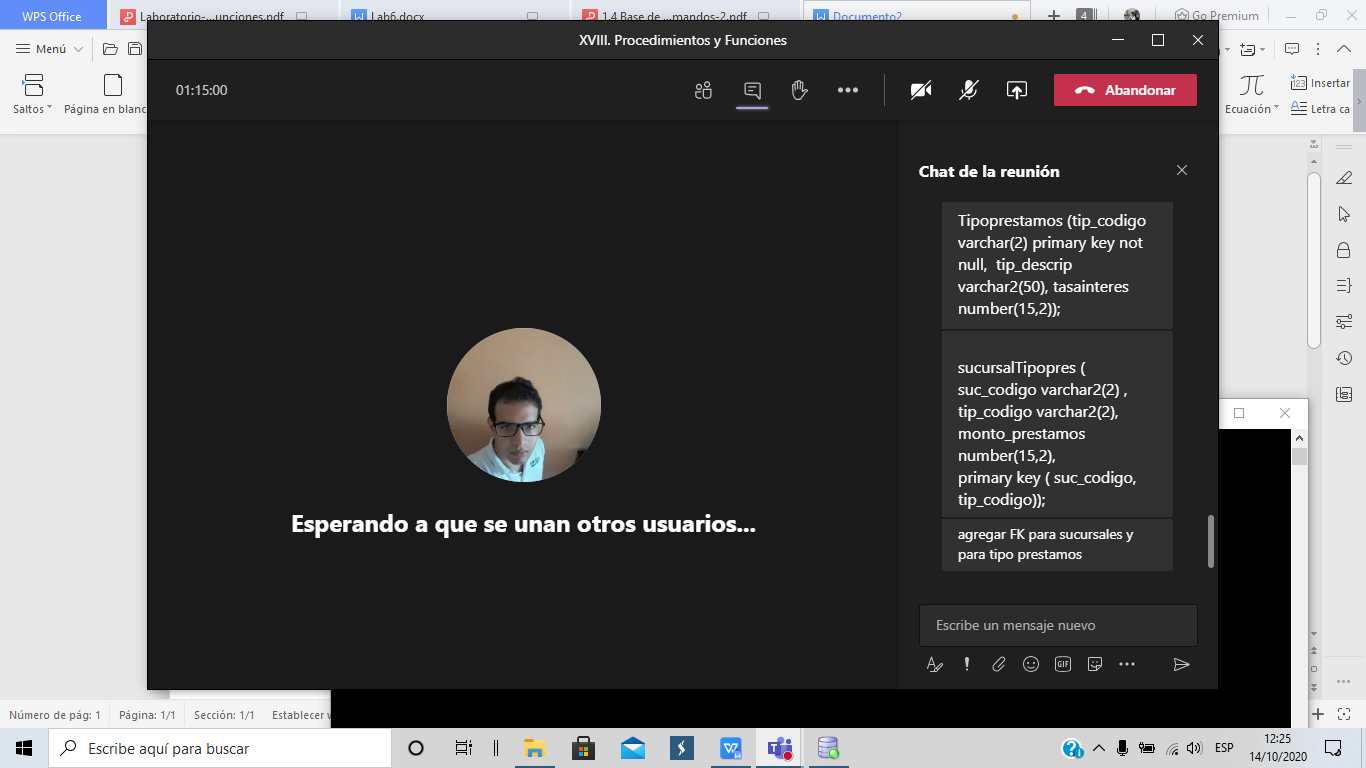 WPS Office
Laboratorio-...unciones.pdf
Lab6.docx
1.4 Base de ...mandos-2.pdf
Documento2
4
Go Premium
Menú
XVIII. Procedimientos y Funciones
Saltos
Página en blanc
01:15:00
Abandonar
Ecuación
Insertar
Letra ca
Chat de la reunión
Tipoprestamos (tip_codigo
varchar(2) primary key not
null, tip_descrip
varchar2(50), tasainteres
number(15,2));
sucursalTipopres (
suc_codigo varchar2(2) ,
tip_codigo varchar2(2),
monto_prestamos
number(15,2),
primary key ( suc_codigo,
tip_codigo));
agregar FK para sucursales y
para tipo prestamos
Esperando a que se unan otros usuarios...
Escribe un mensaje nuevo
GIF
Número de pág: 1
Página: 1/1
Sección: 1/1
Establecer v
Escribe aquí para buscar
ESP
12:25
14/10/2020